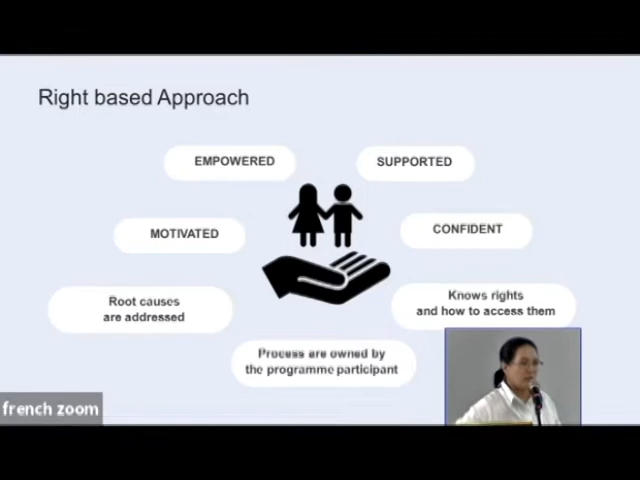 Right based Approach
EMPOWERED
SUPPORTED
MOTIVATED
CONFIDENT
Root causes
are addressed
Knows rights
and how to access them
Process are owned by
the programme participant
french zoom